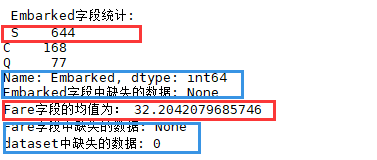 Embarked字段统计:
S 644
C 168
Q 77
Name: Embarked, dtype: int64
Embarked字段中缺失的数据: None
Fare字段的均值为: 32.2042079685746
Fare字段中缺失的数据: None
dataset中缺失的数据: 0